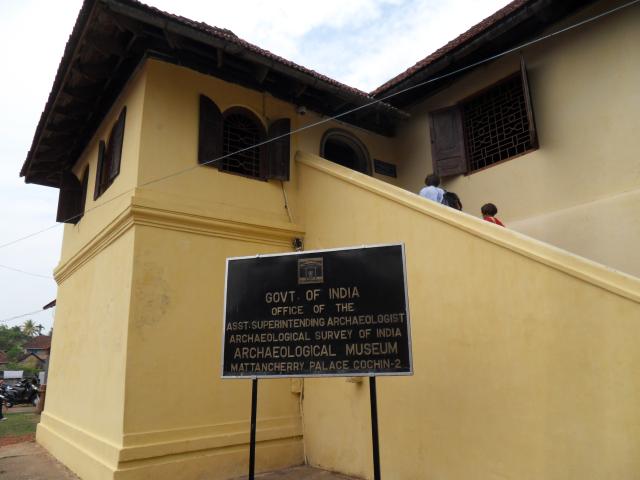 GOVT. OF INDIA
OFFICE OF THE
ASST. SUPERINTENDING ARCHAEOLOGIST
ARCHAEOLOGICAL SURVEY OF INDIA
ARCHAEOLOGICAL MUSEUM
MATTANCHERRY PALACE COCHIN-2